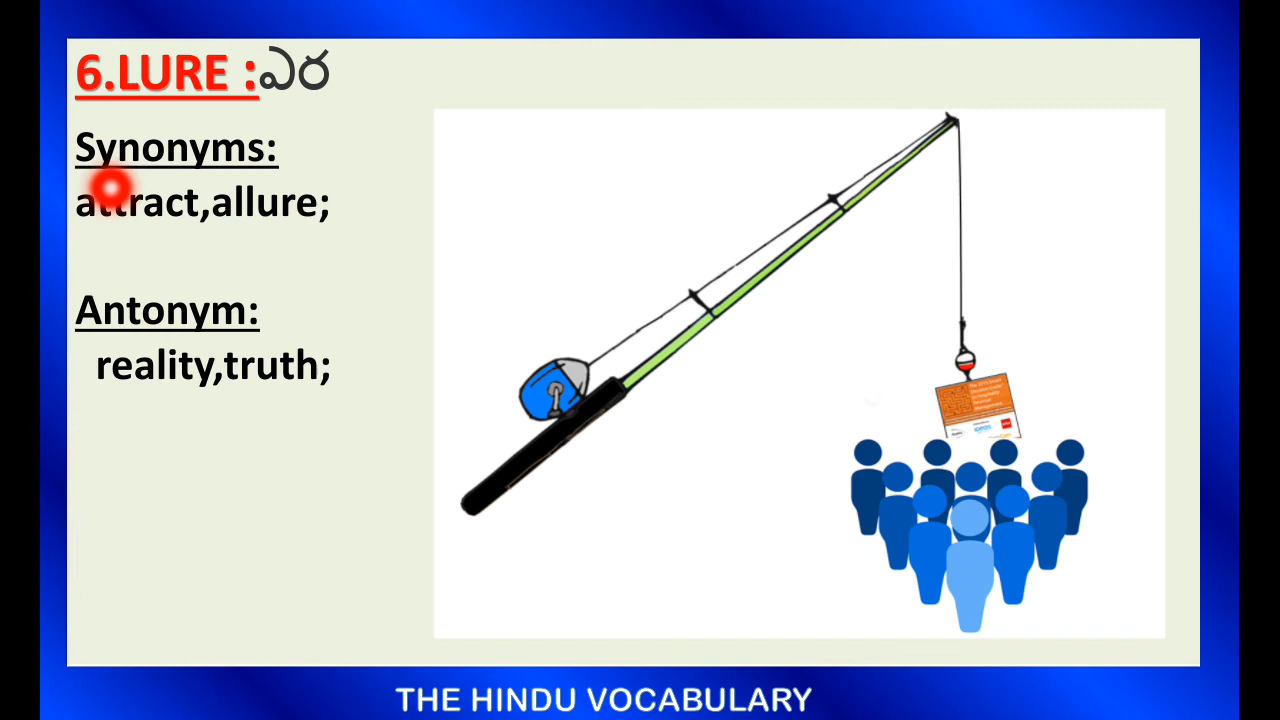 6.LURE :ఎర
Synonyms:
attract,allure;
Antonym:
reality,truth;
THE HINDU VOCABULARY